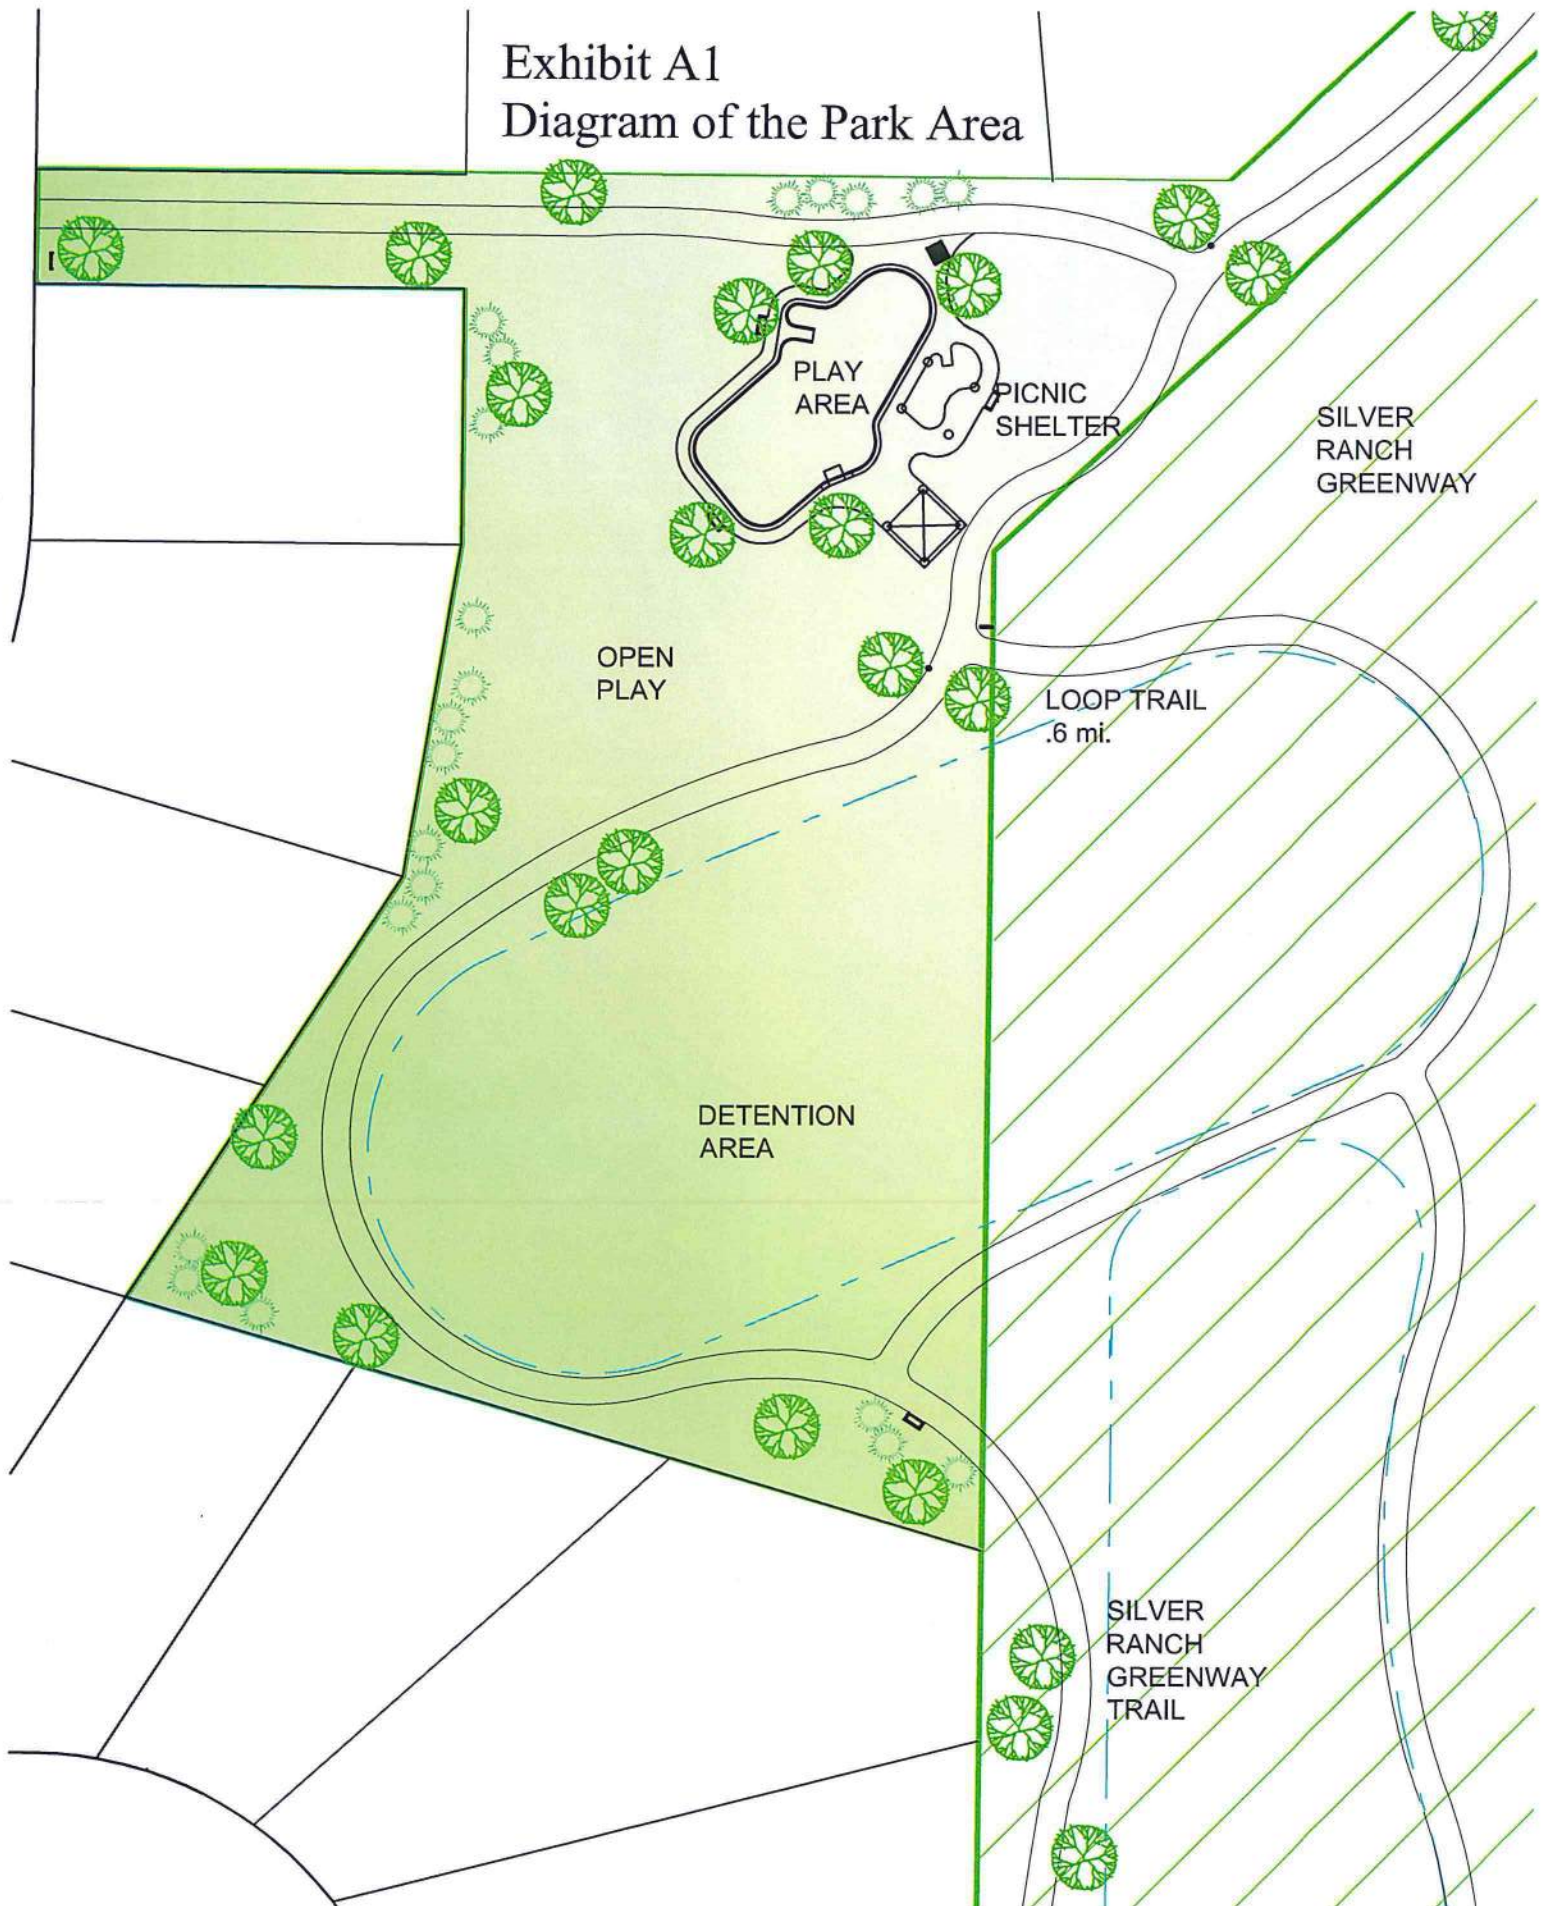 Exhibit A1
Diagram of the Park Area
PLAY
AREA
PICNIC
SHELTER
SILVER
RANCH
GREENWAY
OPEN
PLAY
LOOP TRAIL
.6 mi.
DETENTION
AREA
SILVER
RANCH
GREENWAY
TRAIL